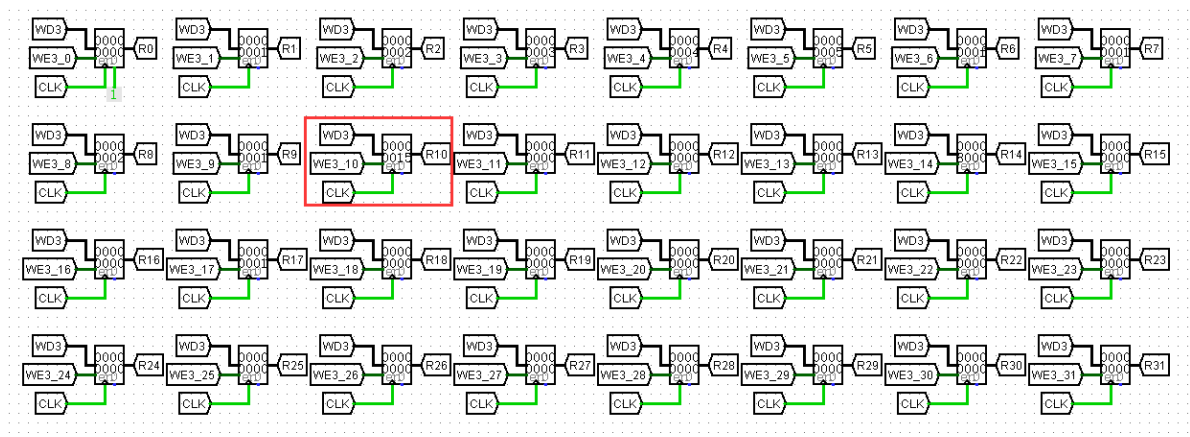 WD3 WD3 WD3 WD3 WD3 WD3 WD3 WD3
R0 R1 R2 R3 R4 R5 R6 R7
WE3_0 WE3_1 WE3_2 WE3_3 WE3_4 WE3_5 WE3_6 WE3_7
CLK CLK CLK CLK CLK CLK CLK CLK
1
WD3 WD3 WD3 WD3 WD3 WD3 WD3 WD3
R8 R9 R10 R11 R12 R13 R14 R15
WE3_8 WE3_9 WE3_10 WE3_11 WE3_12 WE3_13 WE3_14 WE3_15
CLK CLK CLK CLK CLK CLK CLK CLK
WD3 WD3 WD3 WD3 WD3 WD3 WD3 WD3
R16 R17 R18 R19 R20 R21 R22 R23
WE3_16 WE3_17 WE3_18 WE3_19 WE3_20 WE3_21 WE3_22 WE3_23
CLK CLK CLK CLK CLK CLK CLK CLK
WD3 WD3 WD3 WD3 WD3 WD3 WD3 WD3
R24 R25 R26 R27 R28 R29 R30 R31
WE3_24 WE3_25 WE3_26 WE3_27 WE3_28 WE3_29 WE3_30 WE3_31
CLK CLK CLK CLK CLK CLK CLK CLK